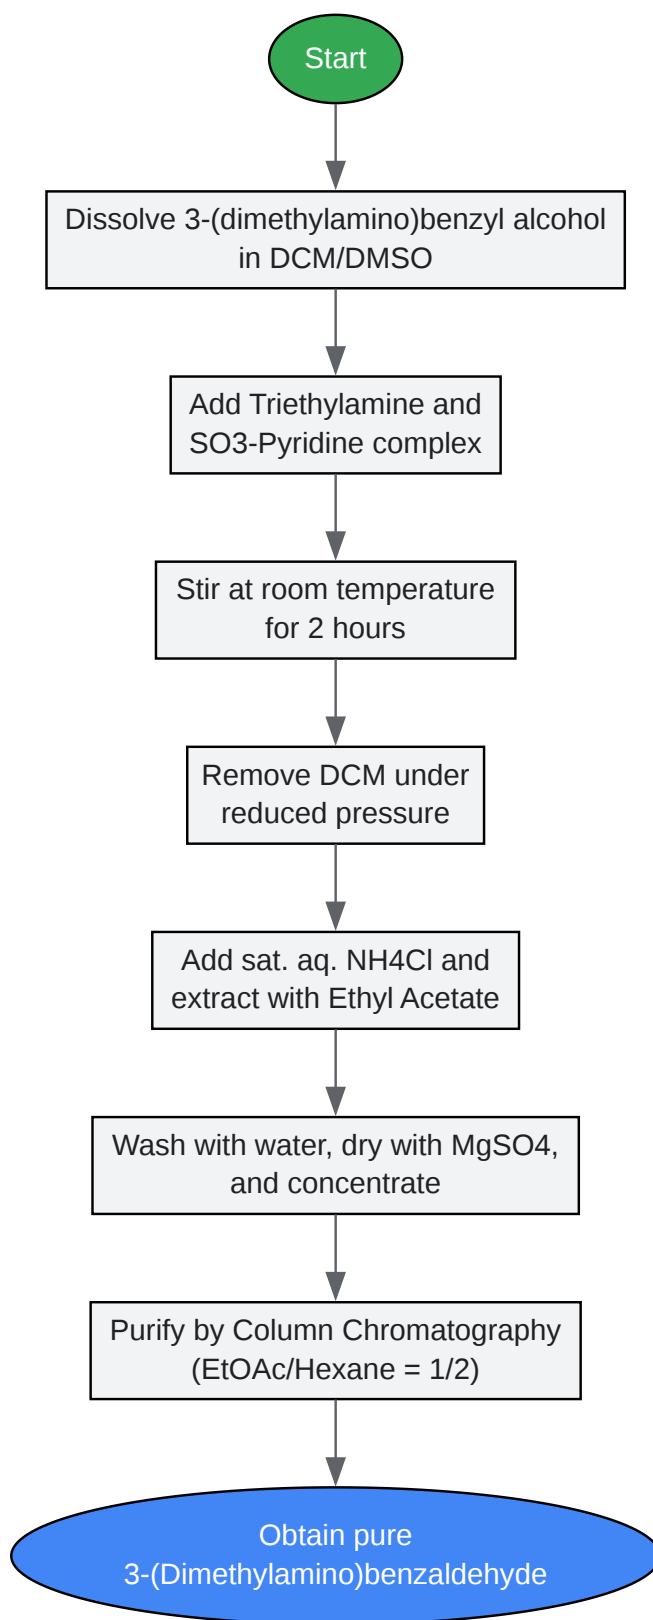 Start
Dissolve 3-(dimethylamino)benzyl alcohol
in DCM/DMSO
Add Triethylamine and
SO3-Pyridine complex
Stir at room temperature
for 2 hours
Remove DCM under
reduced pressure
Add sat. aq. NH4Cl and
extract with Ethyl Acetate
Wash with water, dry with MgSO4,
and concentrate
Purify by Column Chromatography
(EtOAc/Hexane = 1/2)
Obtain pure
3-(Dimethylamino)benzaldehyde